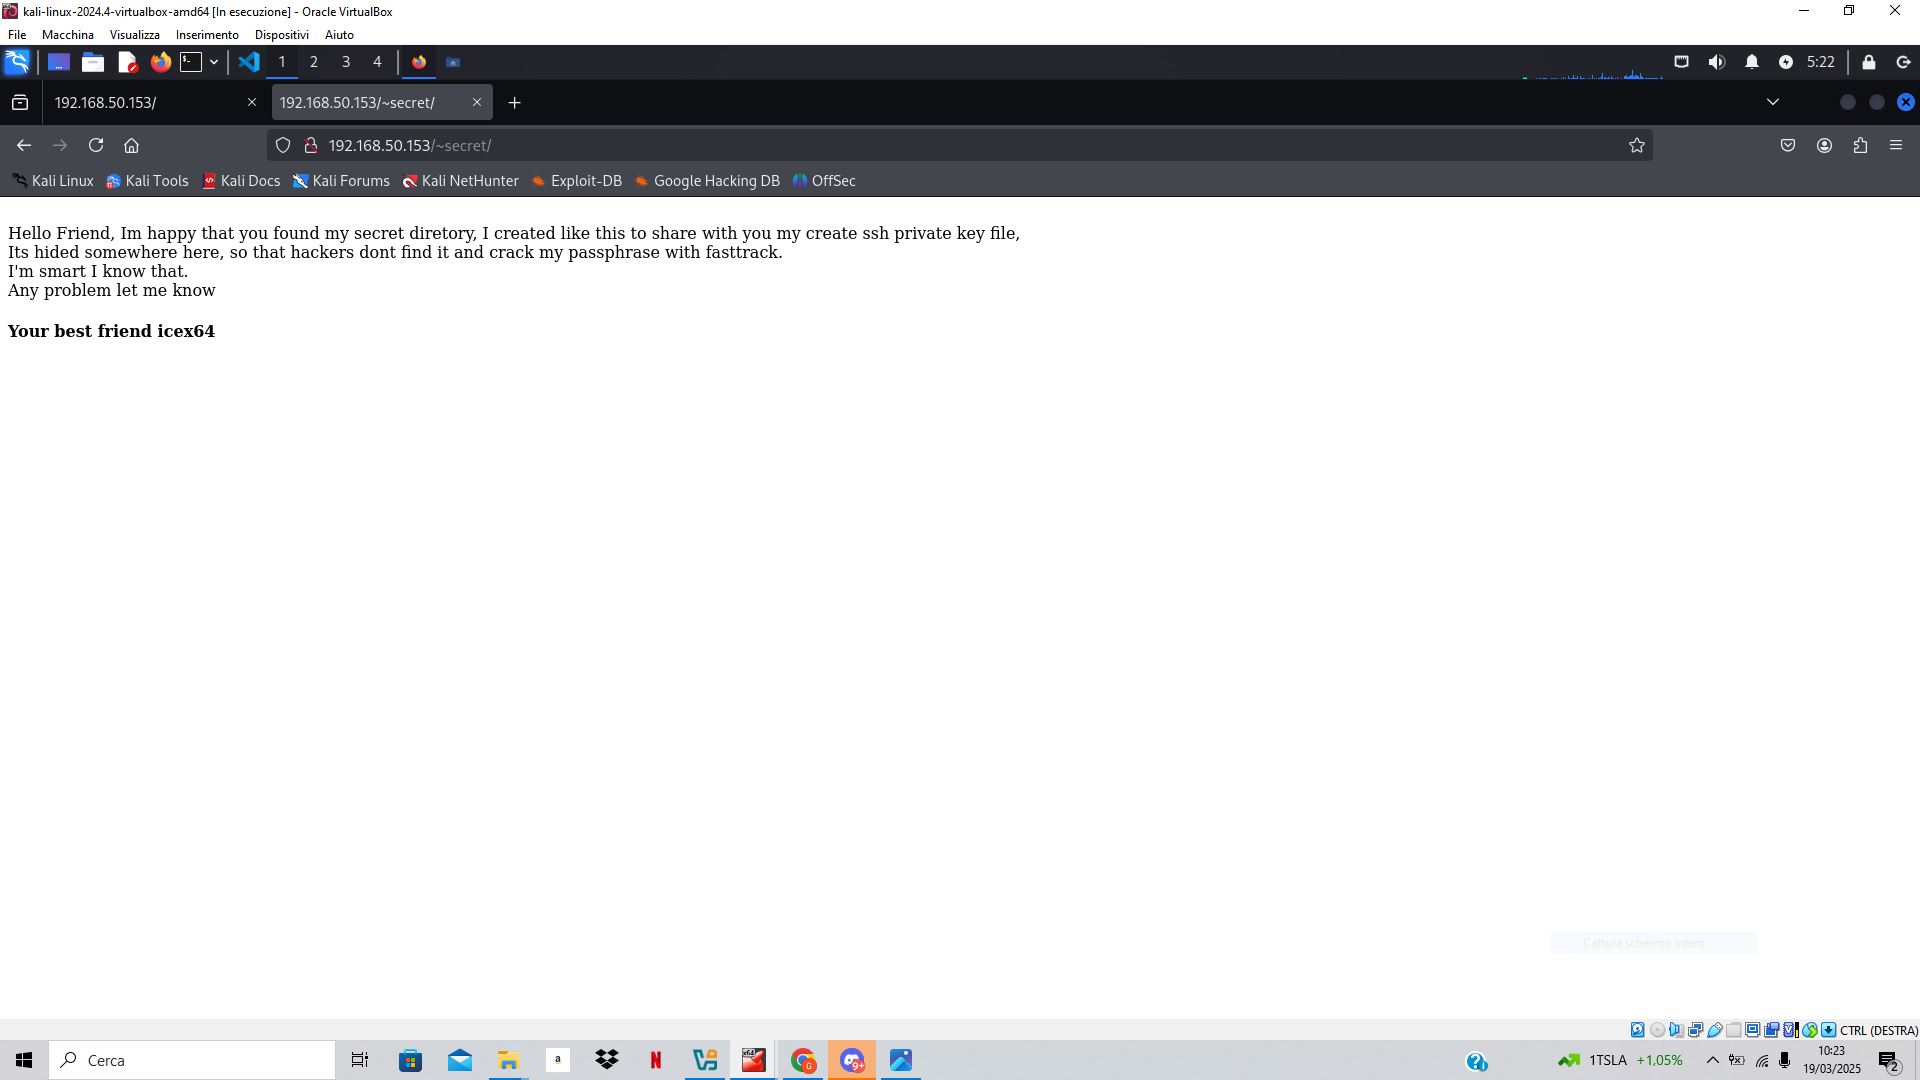 kali-linux-2024.4-virtualbox-amd64 [In esecuzione] - Oracle VirtualBox
File Macchina Visualizza Inserimento Dispositivi Aiuto
1 2 3 4 5:22
192.168.50.153/ 192.168.50.153/~secret/
192.168.50.153/~secret/
Kali Linux Kali Tools Kali Docs Kali Forums Kali NetHunter Exploit-DB Google Hacking DB OffSec
Hello Friend, Im happy that you found my secret diretory, I created like this to share with you my create ssh private key file,
Its hided somewhere here, so that hackers dont find it and crack my passphrase with fasttrack.
I'm smart I know that.
Any problem let me know
Your best friend icex64
Cattura schermo intero
CTRL (DESTRA)
Cerca
1TSLA +1,05%
10:23
19/03/2025
2